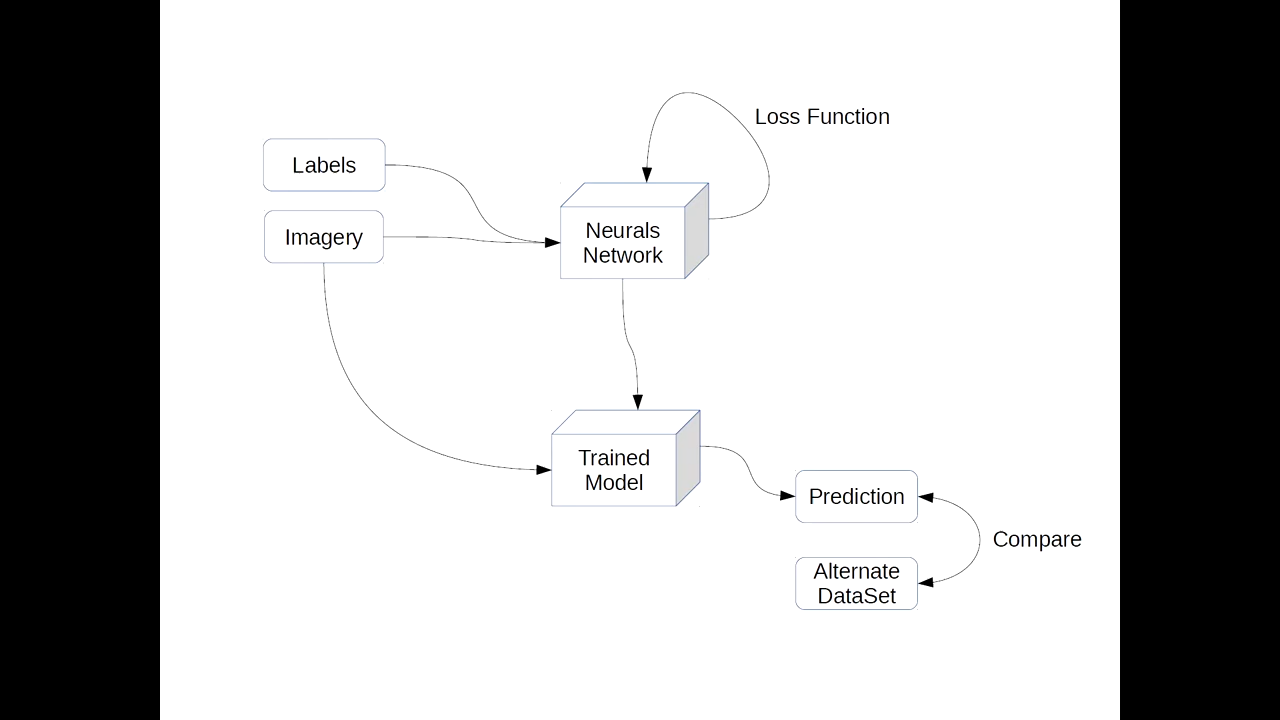 Loss Function
Labels
Imagery
Neurals
Network
Trained
Model
Prediction
Compare
Alternate
DataSet